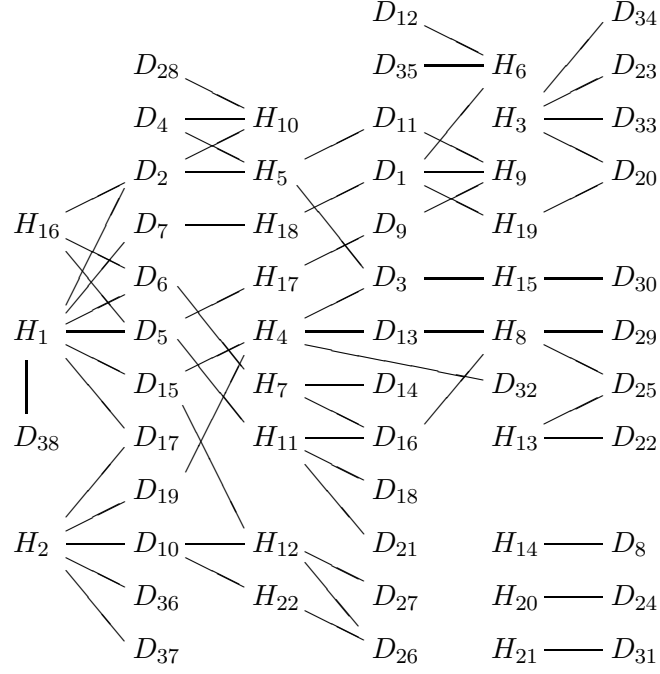 D₁₂ D₃₄
D₂₈ D₃₅ H₆ D₂₃
D₄ H₁₀ D₁₁ H₃ D₃₃
D₂ H₅ D₁ H₉ D₂₀
H₁₆ D₇ H₁₈ D₉ H₁₉
D₆ H₁₇ D₃ H₁₅ D₃₀
H₁ D₅ H₄ D₁₃ H₈ D₂₉
D₁₅ H₇ D₁₄ D₃₂ D₂₅
D₃₈ D₁₇ H₁₁ D₁₆ H₁₃ D₂₂
D₁₉ D₁₈
H₂ D₁₀ H₁₂ D₂₁ H₁₄ D₈
D₃₆ H₂₂ D₂₇ H₂₀ D₂₄
D₃₇ D₂₆ H₂₁ D₃₁